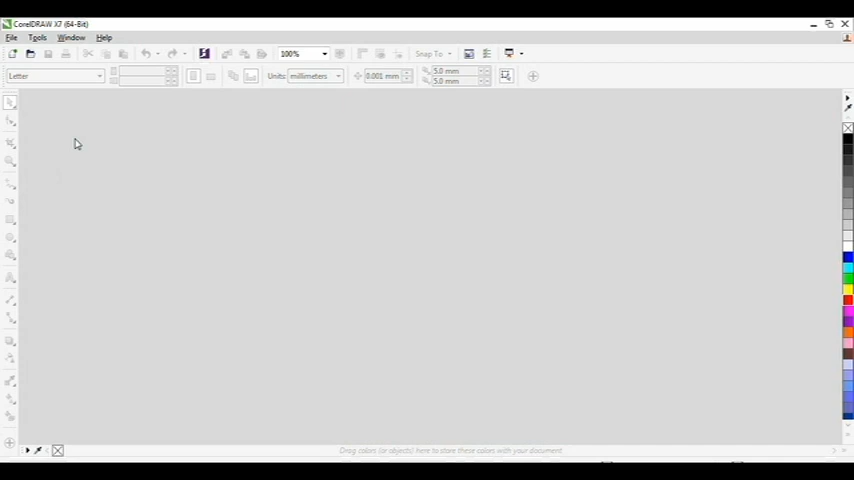 CorelDRAW X7 (64-Bit)
File Tools Window Help
100% Snap To
Letter Units: millimeters 0.001 mm 5.0 mm
5.0 mm
Drag colors (or objects) here to store these colors with your document